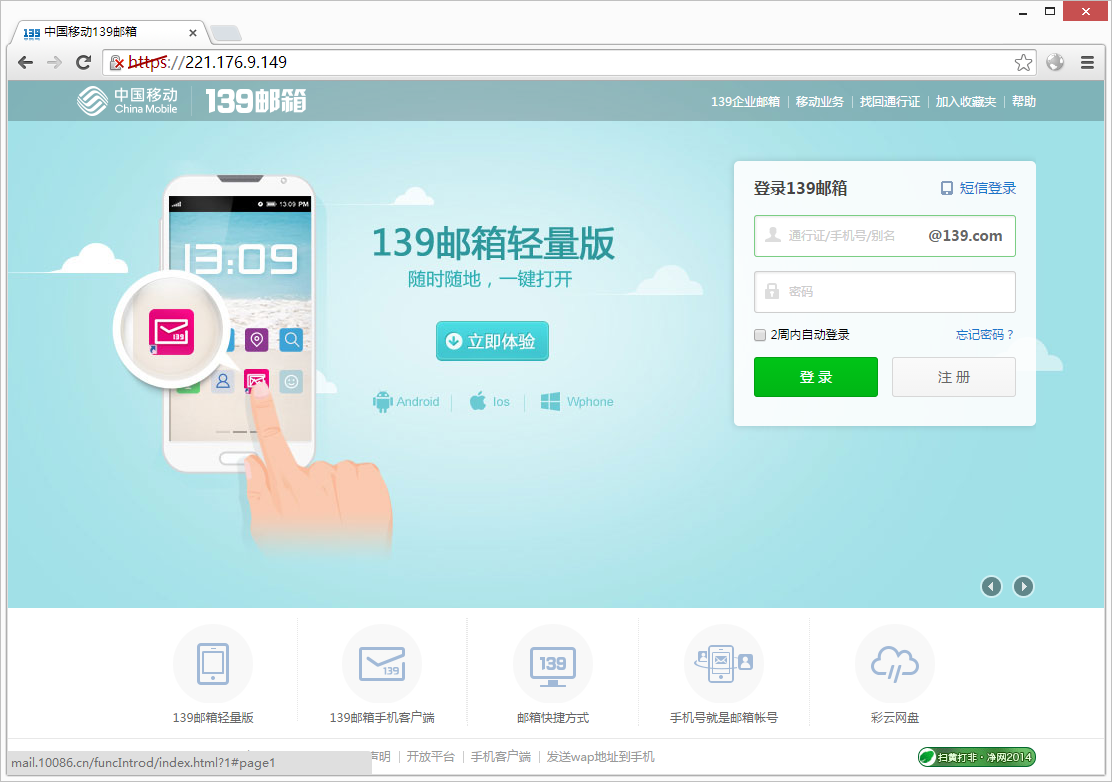 139 中国移动139邮箱
https://221.176.9.149
中国移动
China Mobile
139邮箱
139企业邮箱 | 移动业务 | 找回通行证 | 加入收藏夹 | 帮助
13:09 PM
13:09
139
139邮箱轻量版
随时随地，一键打开
立即体验
Android | Ios | Wphone
登录139邮箱
短信登录
通行证/手机号/别名
@139.com
密码
2周内自动登录
忘记密码？
登 录
注 册
139
139
139邮箱轻量版
139邮箱手机客户端
邮箱快捷方式
手机号就是邮箱帐号
彩云网盘
声明 | 开放平台 | 手机客户端 | 发送wap地址到手机
扫黄打非·净网2014
mail.10086.cn/funcIntrod/index.html?1#page1